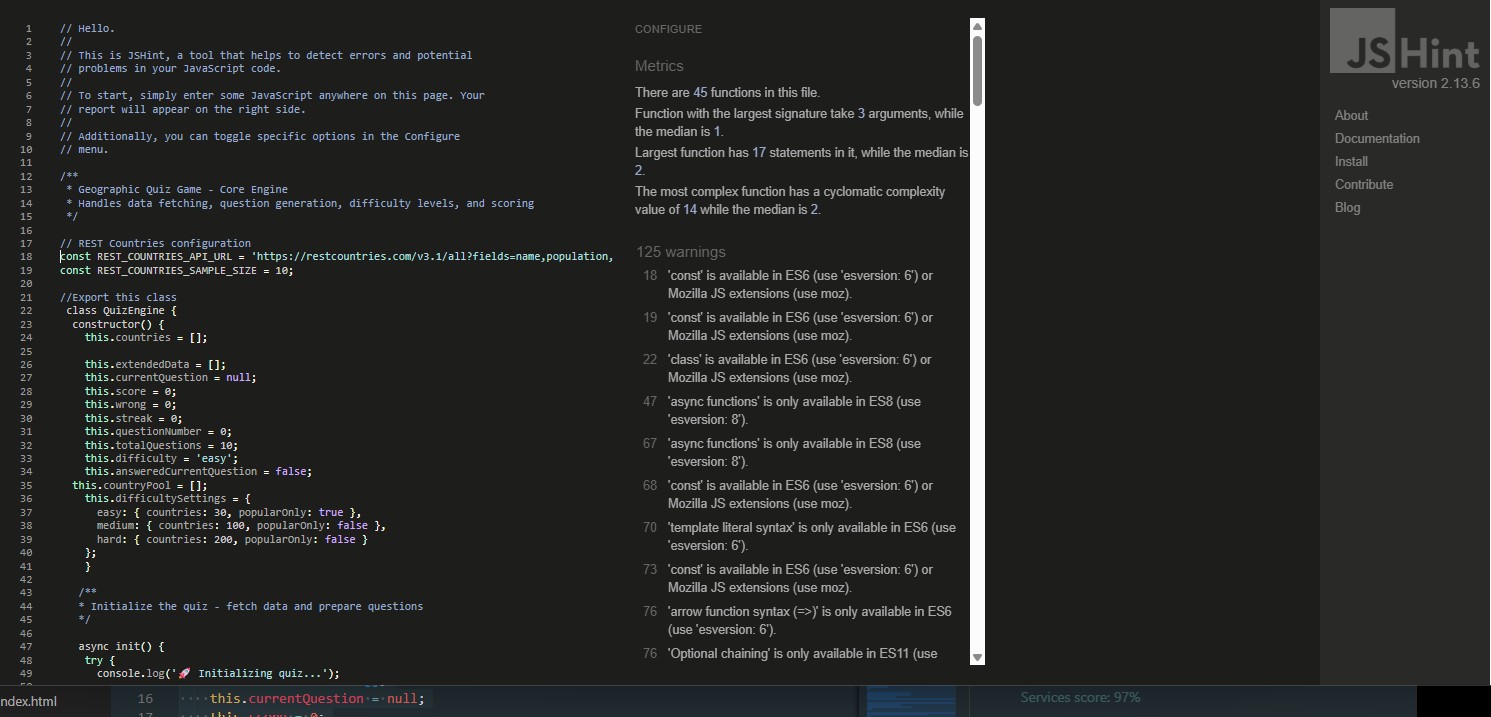 1 // Hello.
2 //
3 // This is JSHint, a tool that helps to detect errors and potential
4 // problems in your JavaScript code.
5 //
6 // To start, simply enter some JavaScript anywhere on this page. Your
7 // report will appear on the right side.
8 //
9 // Additionally, you can toggle specific options in the Configure
10 // menu.
11
12 /**
13 * Geographic Quiz Game - Core Engine
14 * Handles data fetching, question generation, difficulty levels, and scoring
15 */
16
17 // REST Countries configuration
18 const REST_COUNTRIES_API_URL = 'https://restcountries.com/v3.1/all?fields=name,population,
19 const REST_COUNTRIES_SAMPLE_SIZE = 10;
20
21 //Export this class
22 class QuizEngine {
23 constructor() {
24 this.countries = [];
25
26 this.extendedData = [];
27 this.currentQuestion = null;
28 this.score = 0;
29 this.wrong = 0;
30 this.streak = 0;
31 this.questionNumber = 0;
32 this.totalQuestions = 10;
33 this.difficulty = 'easy';
34 this.answeredCurrentQuestion = false;
35 this.countryPool = [];
36 this.difficultySettings = {
37 easy: { countries: 30, popularOnly: true },
38 medium: { countries: 100, popularOnly: false },
39 hard: { countries: 200, popularOnly: false }
40 };
41 }
42
43 /**
44 * Initialize the quiz - fetch data and prepare questions
45 */
46
47 async init() {
48 try {
49 console.log('🚀 Initializing quiz...');
CONFIGURE
Metrics
There are 45 functions in this file.
Function with the largest signature take 3 arguments, while
the median is 1.
Largest function has 17 statements in it, while the median is
2.
The most complex function has a cyclomatic complexity
value of 14 while the median is 2.
125 warnings
18 'const' is available in ES6 (use 'esversion: 6') or
Mozilla JS extensions (use moz).
19 'const' is available in ES6 (use 'esversion: 6') or
Mozilla JS extensions (use moz).
22 'class' is available in ES6 (use 'esversion: 6') or
Mozilla JS extensions (use moz).
47 'async functions' is only available in ES8 (use
'esversion: 8').
67 'async functions' is only available in ES8 (use
'esversion: 8').
68 'const' is available in ES6 (use 'esversion: 6') or
Mozilla JS extensions (use moz).
70 'template literal syntax' is only available in ES6 (use
'esversion: 6').
73 'const' is available in ES6 (use 'esversion: 6') or
Mozilla JS extensions (use moz).
76 'arrow function syntax (=>)' is only available in ES6
(use 'esversion: 6').
76 'Optional chaining' is only available in ES11 (use
JSHint
version 2.13.6
About
Documentation
Install
Contribute
Blog
ndex.html
16 ····this.currentQuestion·=·null;
17
Services score: 97%